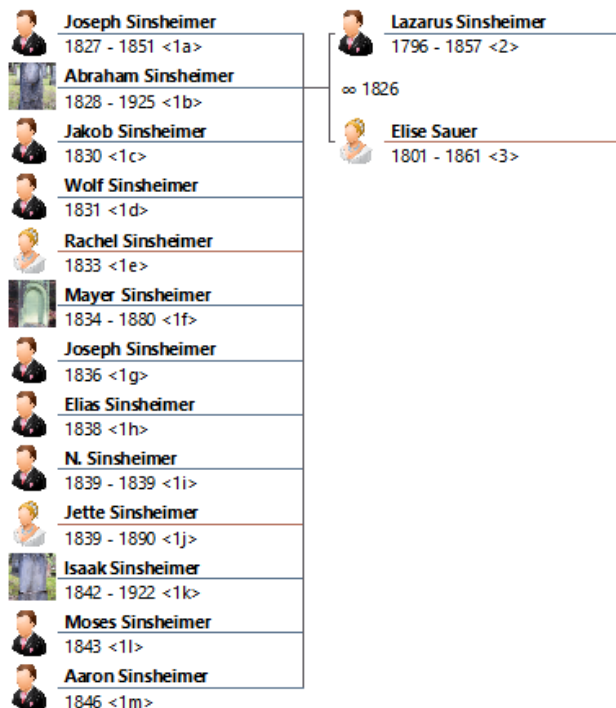 Joseph Sinsheimer
1827 - 1851 <1a>
Abraham Sinsheimer
1828 - 1925 <1b>
Jakob Sinsheimer
1830 <1c>
Wolf Sinsheimer
1831 <1d>
Rachel Sinsheimer
1833 <1e>
Mayer Sinsheimer
1834 - 1880 <1f>
Joseph Sinsheimer
1836 <1g>
Elias Sinsheimer
1838 <1h>
N. Sinsheimer
1839 - 1839 <1i>
Jette Sinsheimer
1839 - 1890 <1j>
Isaak Sinsheimer
1842 - 1922 <1k>
Moses Sinsheimer
1843 <1l>
Aaron Sinsheimer
1846 <1m>
Lazarus Sinsheimer
1796 - 1857 <2>
∞ 1826
Elise Sauer
1801 - 1861 <3>